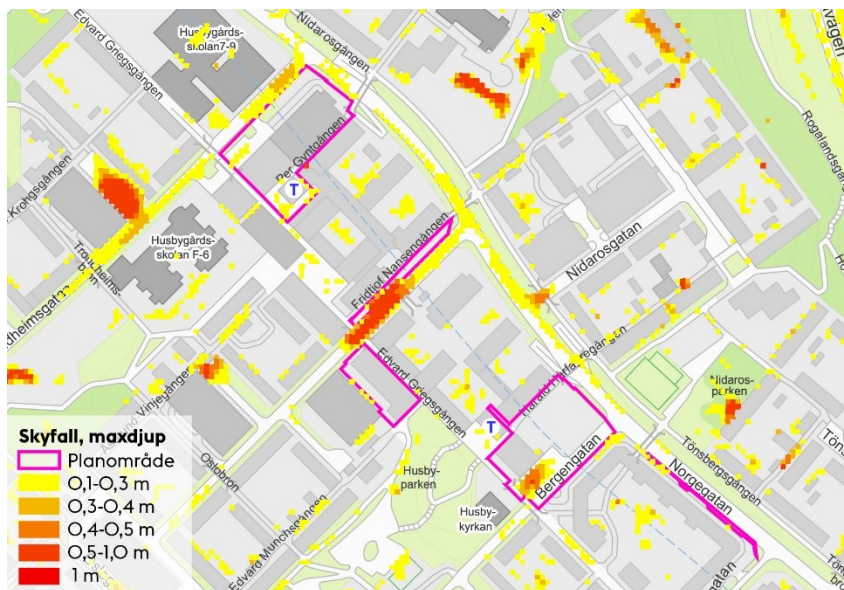 Edvard Griegsgången
Husbygårds-
skolan7-9
Nidarosgången
Per Gyntgången
T
Rogalandsga
Krohgsgången
Husbygårds-
skolan F-6
Fridtjof Nansengången
Nidarosgatan
Edvard Griegsgången
Nidaros-
parken
Tönsbergsgången
T
Bergengatan
Norgegatan
Husby-
parken
Husby-
kyrkan
Oslobron
Edvard Munchsgången
Skyfall, maxdjup
Planområde
0,1-0,3 m
0,3-0,4 m
0,4-0,5 m
0,5-1,0 m
1 m